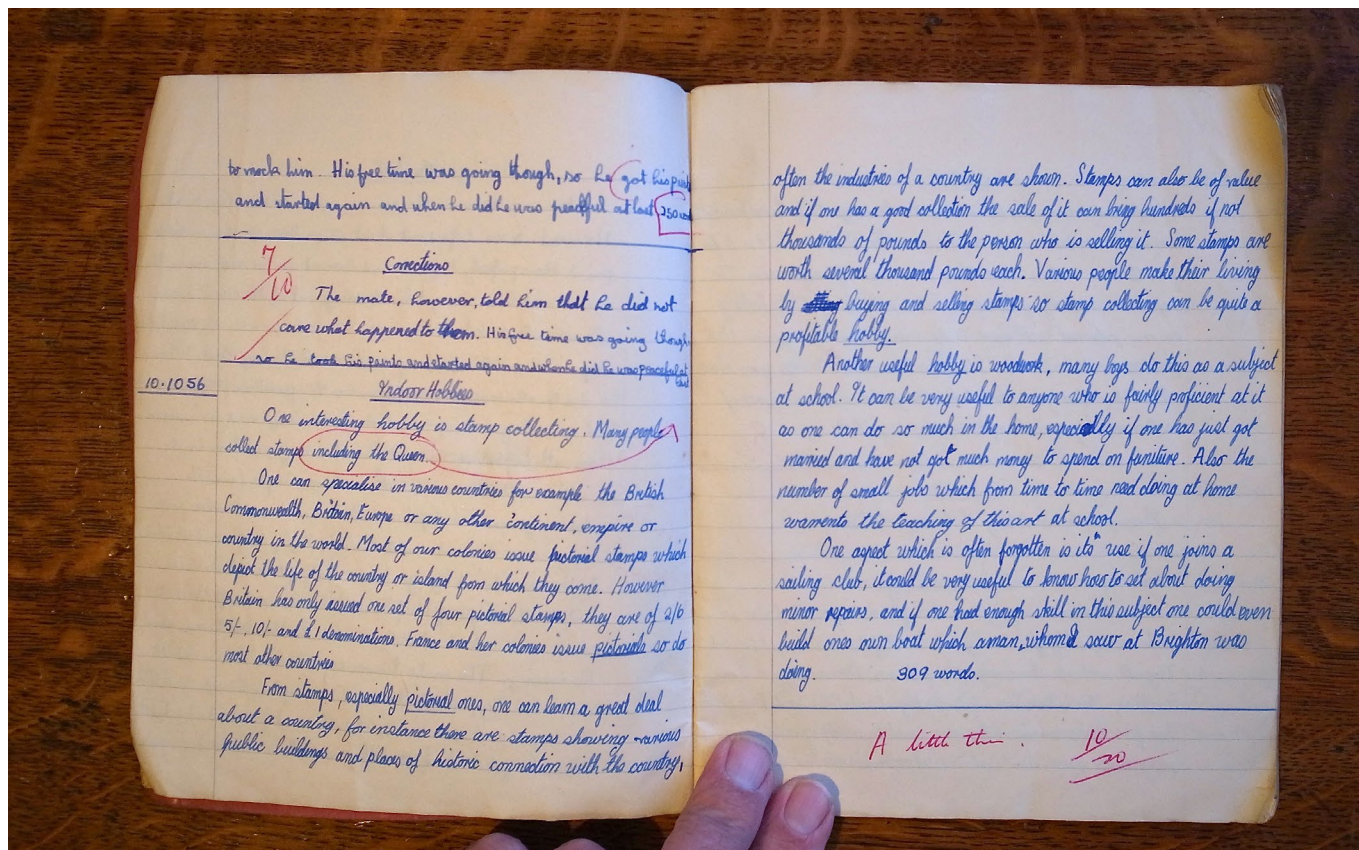 to mock him. His free time was going though, so he got his paint
and started again and when he did he was peaceful at last 250 words
7/10
Corrections
The mate, however, told him that he did not
care what happened to them. His free time was going though,
so he took his paints and started again and when he did he was peaceful at last
10.1056
Indoor Hobbies
One interesting hobby is stamp collecting. Many people
collect stamps including the Queen.
One can specialise in various countries for example the British
Commonwealth, Britain, Europe or any other continent, empire or
country in the world. Most of our colonies issue pictorial stamps which
depict the life of the country or island from which they come. However
Britain has only issued one set of four pictorial stamps, they are of 2/6
5/-, 10/- and £1 denominations. France and her colonies issue pictorials so do
most other countries
From stamps, especially pictorial ones, one can learn a great deal
about a country, for instance there are stamps showing various
public buildings and places of historic connection with the country,
often the industries of a country are shown. Stamps can also be of value
and if one has a good collection the sale of it can bring hundreds if not
thousands of pounds to the person who is selling it. Some stamps are
worth several thousand pounds each. Various people make their living
by buying and selling stamps so stamp collecting can be quite a
profitable hobby.
Another useful hobby is woodwork, many boys do this as a subject
at school. It can be very useful to anyone who is fairly proficient at it
as one can do so much in the home, especially if one has just got
married and have not got much money to spend on funiture. Also the
number of small jobs which from time to time need doing at home
warrents the teaching of this art at school.
One aspect which is often forgotten is its" use if one joins a
sailing club, it could be very useful to know how to set about doing
minor repairs, and if one had enough skill in this subject one could even
build ones own boat which a man, whom I saw at Brighton was
doing. 309 words.
A little thin. 10/20